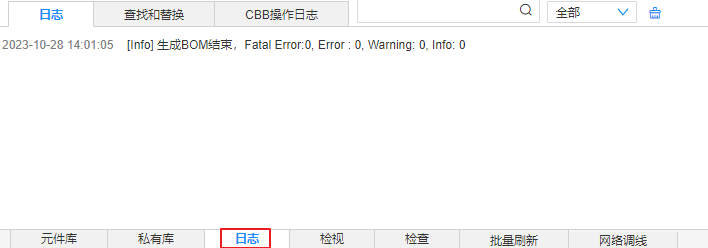 日志 查找和替换 CBB操作日志 全部
2023-10-28 14:01:05 [Info] 生成BOM结束，Fatal Error:0, Error : 0, Warning: 0, Info: 0
元件库 私有库 日志 检视 检查 批量刷新 网络调线